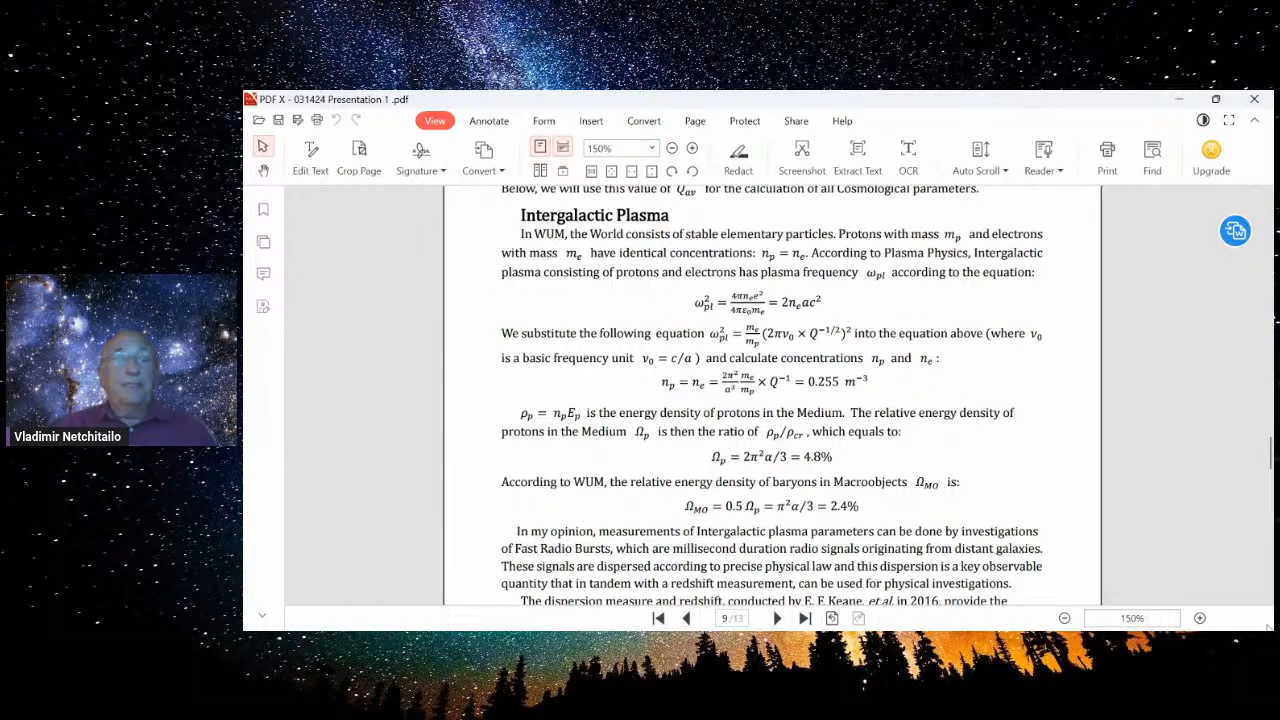 PDF X - 031424 Presentation 1 .pdf
View Annotate Form Insert Convert Page Protect Share Help
150%
Edit Text Crop Page Signature Convert Redact Screenshot Extract Text OCR Auto Scroll Reader Print Find Upgrade
Below, we will use this value of Q_av for the calculation of all Cosmological parameters.
Intergalactic Plasma
In WUM, the World consists of stable elementary particles. Protons with mass m_p and electrons
with mass m_e have identical concentrations: n_p = n_e. According to Plasma Physics, Intergalactic
plasma consisting of protons and electrons has plasma frequency ω_pl according to the equation:
ω_pl^2 = 4πn_e e^2 / 4πε_0 m_e = 2n_e ac^2
We substitute the following equation ω_pl^2 = m_e/m_p (2πν_0 × Q^{-1/2})^2 into the equation above (where ν_0
is a basic frequency unit ν_0 = c/a ) and calculate concentrations n_p and n_e :
n_p = n_e = 2π^2/a^3 m_e/m_p × Q^{-1} = 0.255 m^{-3}
ρ_p = n_p E_p is the energy density of protons in the Medium. The relative energy density of
protons in the Medium Ω_p is then the ratio of ρ_p/ρ_cr , which equals to:
Ω_p = 2π^2α/3 = 4.8%
According to WUM, the relative energy density of baryons in Macroobjects Ω_MO is:
Ω_MO = 0.5 Ω_p = π^2α/3 = 2.4%
In my opinion, measurements of Intergalactic plasma parameters can be done by investigations
of Fast Radio Bursts, which are millisecond duration radio signals originating from distant galaxies.
These signals are dispersed according to precise physical law and this dispersion is a key observable
quantity that in tandem with a redshift measurement, can be used for physical investigations.
The dispersion measure and redshift, conducted by E. F. Keane, et al. in 2016, provide the
9 /13
150%
Vladimir Netchitailo